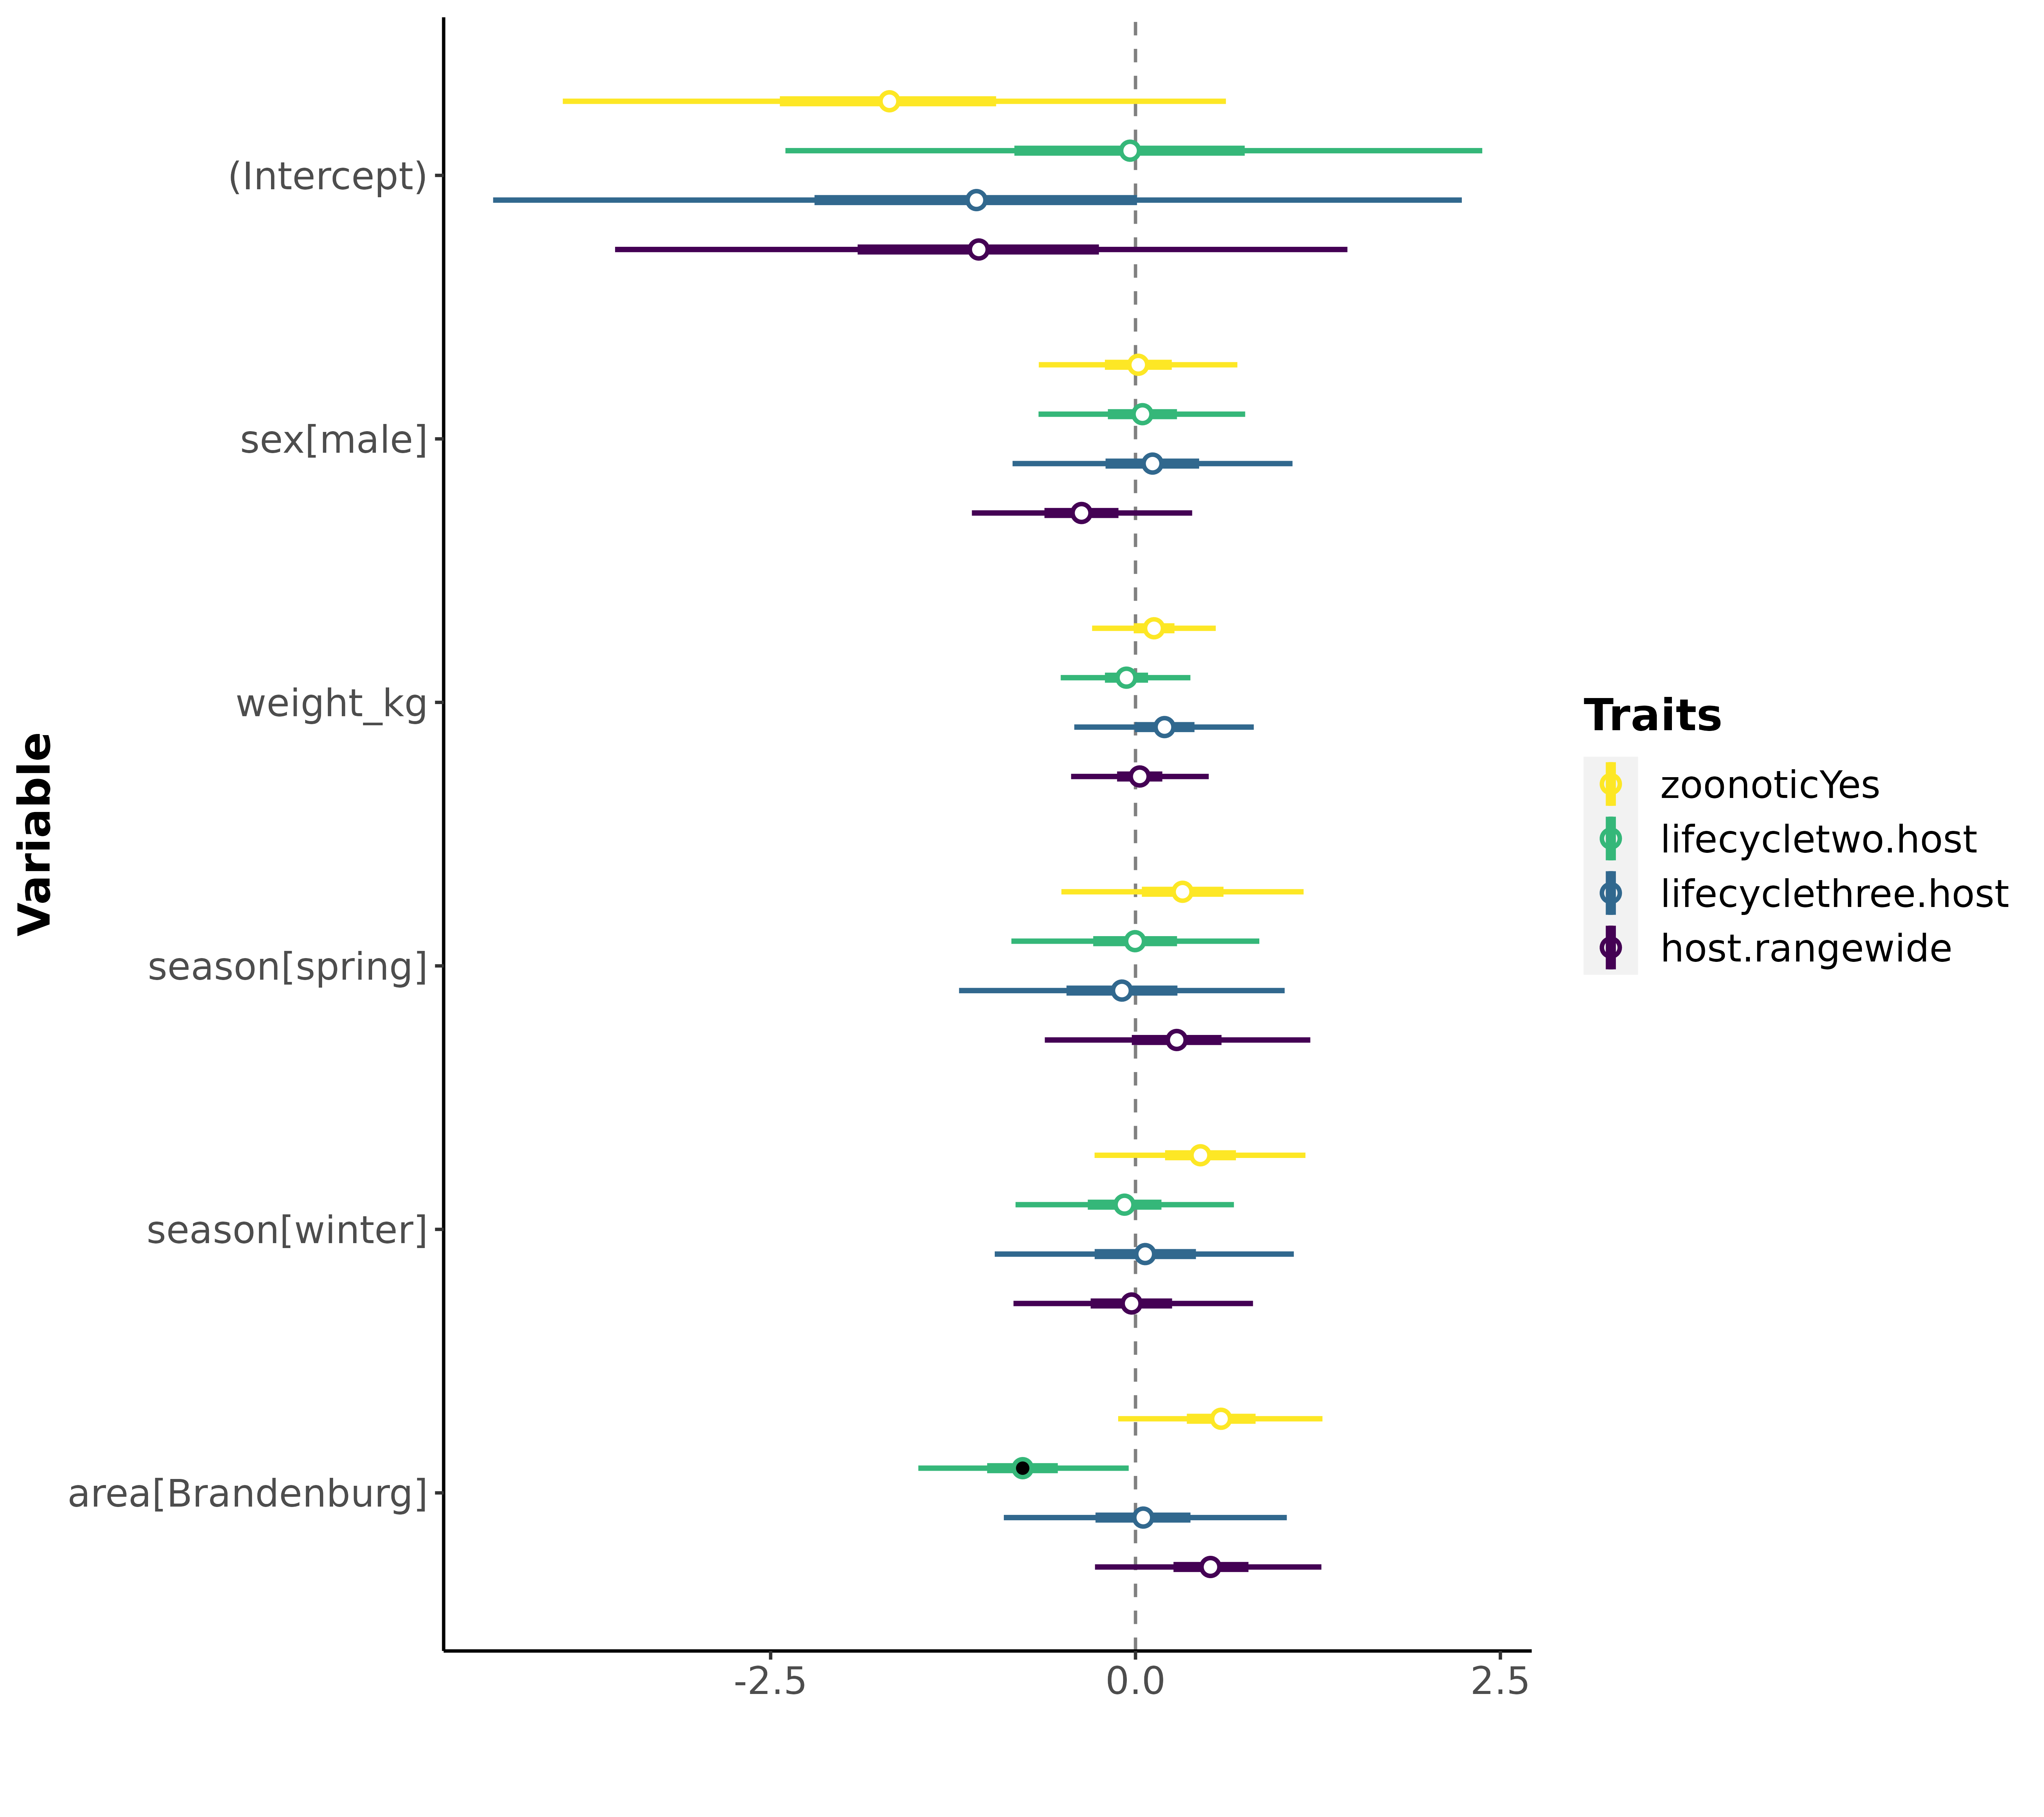 (Intercept)
sex[male]
weight_kg
season[spring]
season[winter]
area[Brandenburg]
Variable
-2.5
0.0
2.5
Traits
zoonoticYes
lifecycletwo.host
lifecyclethree.host
host.rangewide